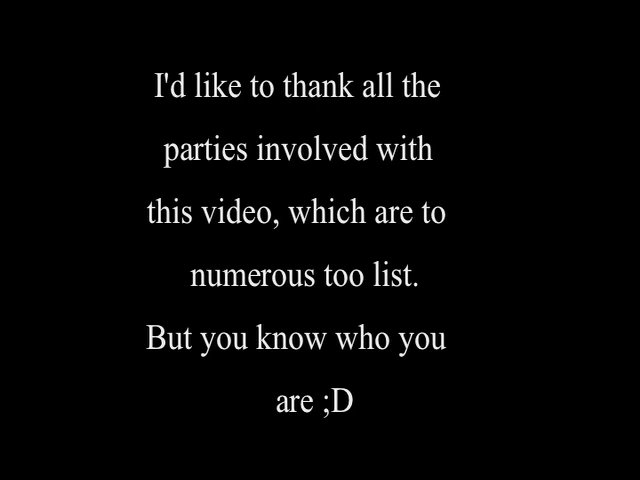 I'd like to thank all the
parties involved with
this video, which are to
numerous too list.
But you know who you
are ;D